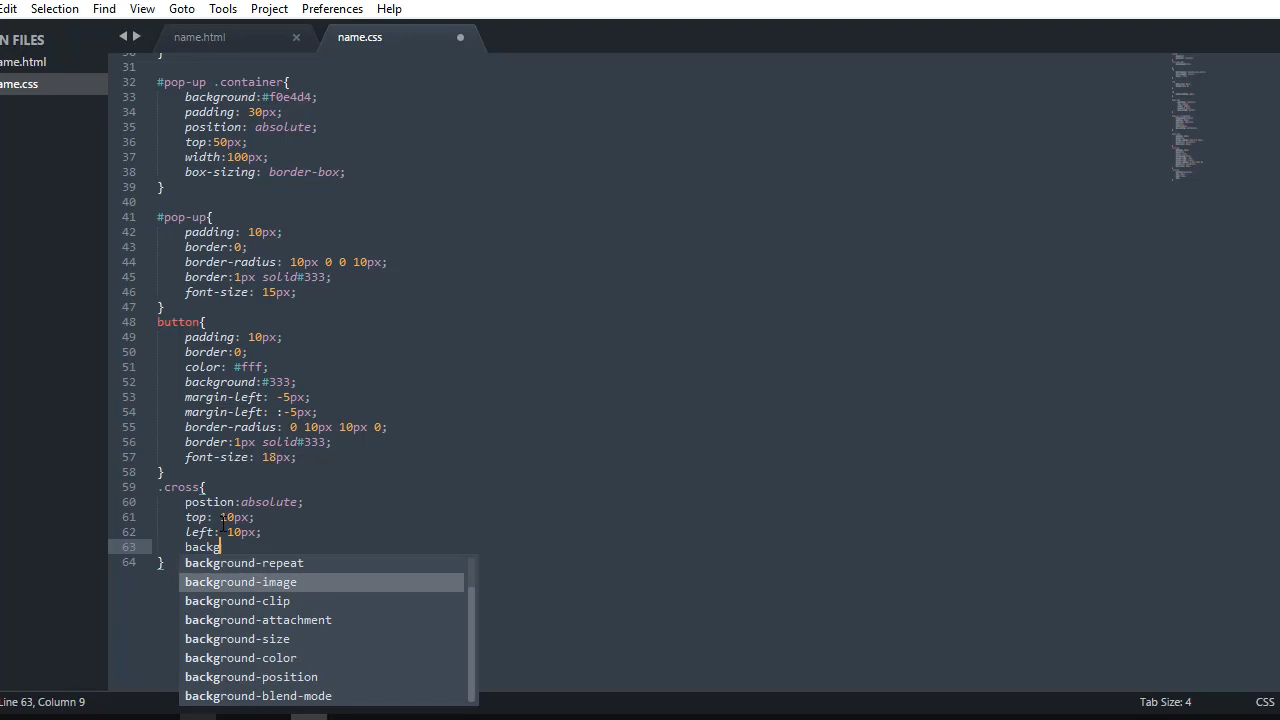 Edit Selection Find View Goto Tools Project Preferences Help
N FILES
name.html × name.css
ame.html
ame.css
31
32 #pop-up .container{
33 background:#f0e4d4;
34 padding: 30px;
35 position: absolute;
36 top:50px;
37 width:100px;
38 box-sizing: border-box;
39 }
40
41 #pop-up{
42 padding: 10px;
43 border:0;
44 border-radius: 10px 0 0 10px;
45 border:1px solid#333;
46 font-size: 15px;
47 }
48 button{
49 padding: 10px;
50 border:0;
51 color: #fff;
52 background:#333;
53 margin-left: -5px;
54 margin-left: :-5px;
55 border-radius: 0 10px 10px 0;
56 border:1px solid#333;
57 font-size: 18px;
58 }
59 .cross{
60 postion:absolute;
61 top: 10px;
62 left: 10px;
63 backg
64 }
background-repeat
background-image
background-clip
background-attachment
background-size
background-color
background-position
background-blend-mode
Line 63, Column 9 Tab Size: 4 CSS